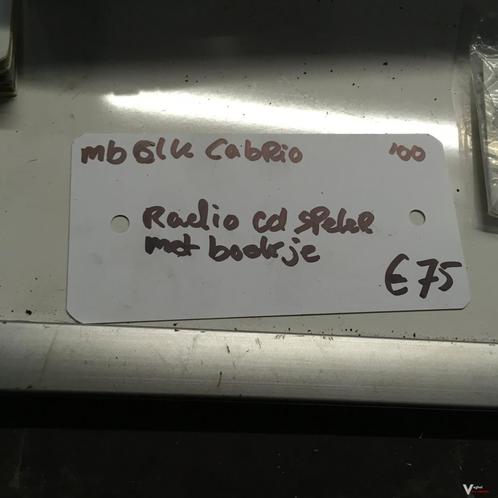 mb SLK Cabrio '00
Radio cd speler
met boekje
€75